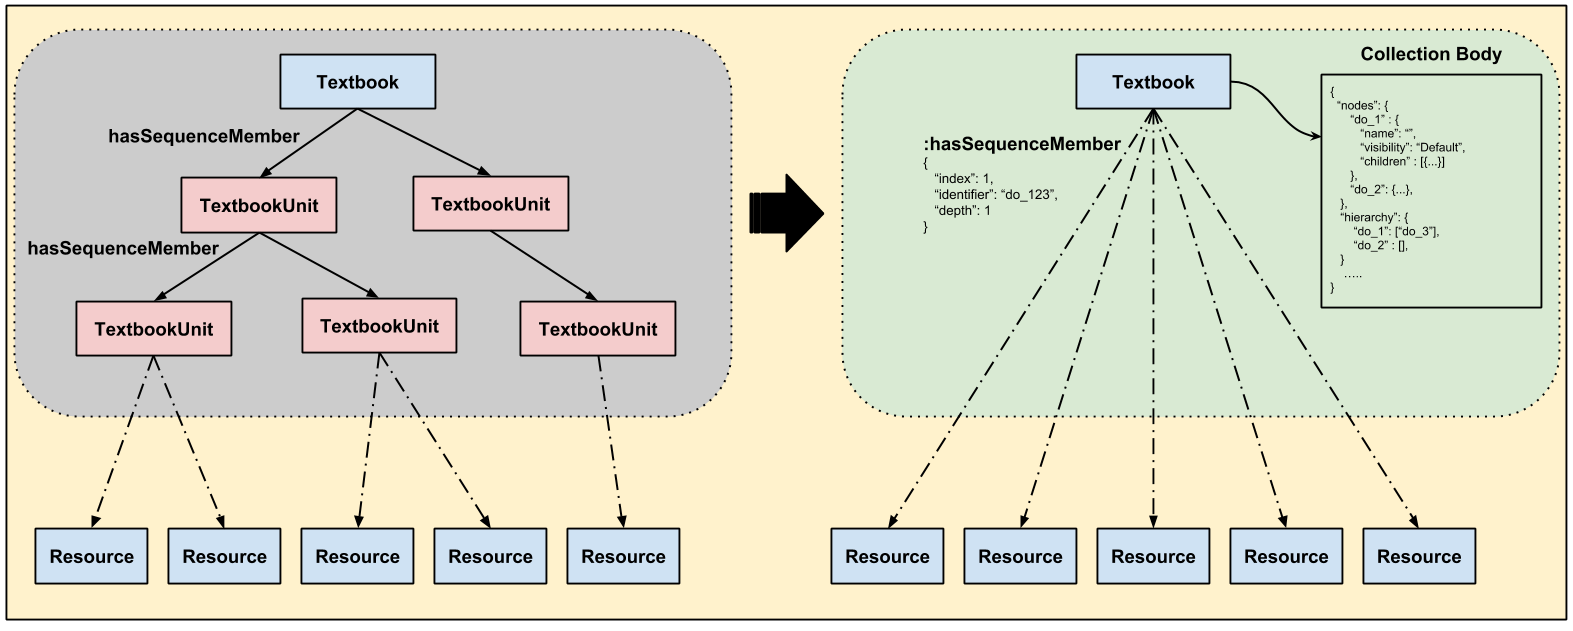 Textbook
hasSequenceMember
TextbookUnit
TextbookUnit
hasSequenceMember
TextbookUnit
TextbookUnit
TextbookUnit
Resource
Resource
Resource
Resource
Resource
Textbook
Collection Body
:hasSequenceMember
{
“index”: 1,
“identifier”: “do_123”,
“depth”: 1
}
{
“nodes”: {
“do_1” : {
“name”: “”,
“visibility”: “Default”,
“children” : [{...}]
},
“do_2”: {...},
},
“hierarchy”: {
“do_1”: [“do_3”],
“do_2” : [],
}
…..
}
Resource
Resource
Resource
Resource
Resource